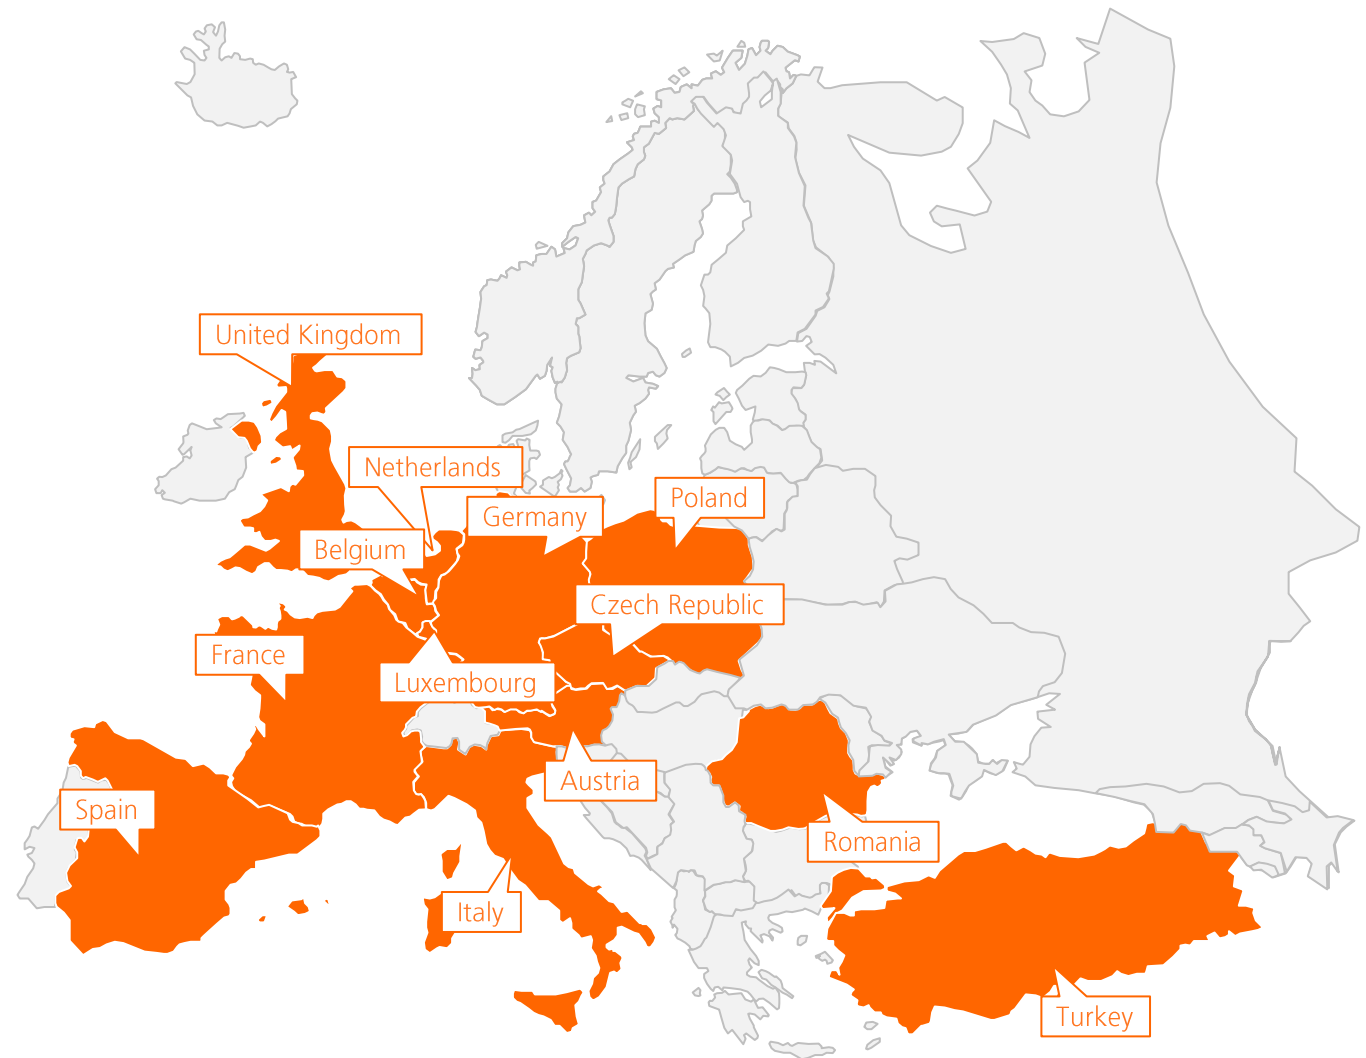 United Kingdom
Netherlands
Germany
Poland
Belgium
Czech Republic
France
Luxembourg
Austria
Spain
Romania
Italy
Turkey